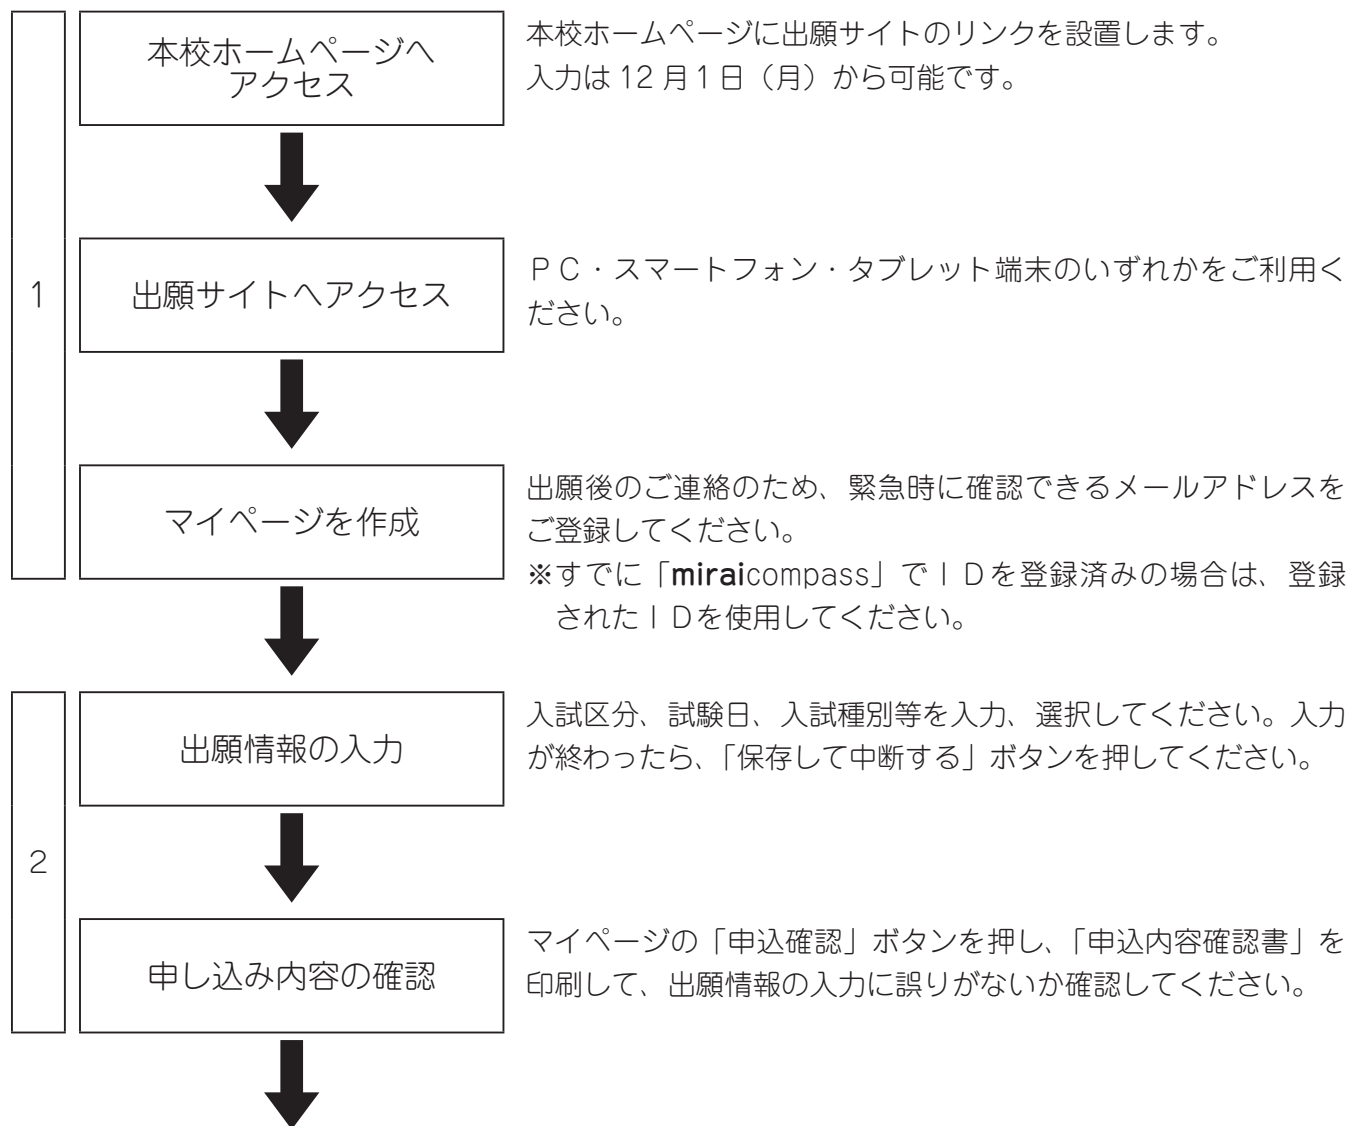 本校ホームページへ
アクセス
本校ホームページに出願サイトのリンクを設置します。
入力は 12 月 1 日（月）から可能です。
1
出願サイトへアクセス
ＰＣ・スマートフォン・タブレット端末のいずれかをご利用く
ださい。
マイページを作成
出願後のご連絡のため、緊急時に確認できるメールアドレスを
ご登録してください。
※すでに「miraicompass」でＩＤを登録済みの場合は、登録
されたＩＤを使用してください。
2
出願情報の入力
入試区分、試験日、入試種別等を入力、選択してください。入力
が終わったら、「保存して中断する」ボタンを押してください。
申し込み内容の確認
マイページの「申込確認」ボタンを押し、「申込内容確認書」を
印刷して、出願情報の入力に誤りがないか確認してください。